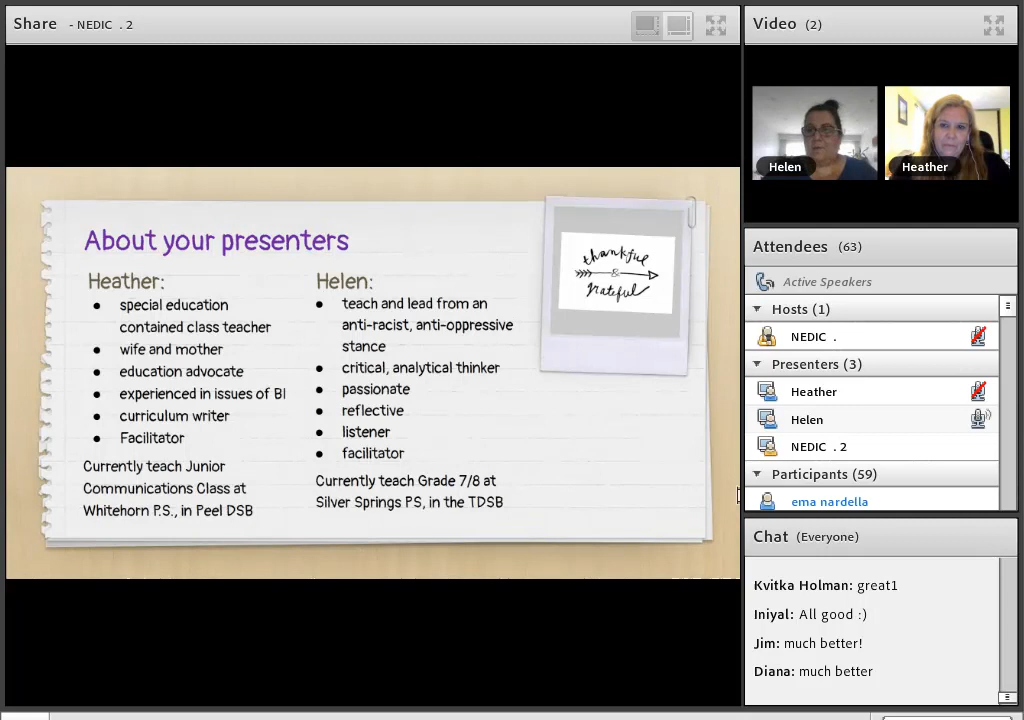 Share - NEDIC . 2
About your presenters
Heather:
● special education
contained class teacher
● wife and mother
● education advocate
● experienced in issues of BI
● curriculum writer
● Facilitator
Currently teach Junior
Communications Class at
Whitehorn P.S., in Peel DSB
Helen:
● teach and lead from an
anti-racist, anti-oppressive
stance
● critical, analytical thinker
● passionate
● reflective
● listener
● facilitator
Currently teach Grade 7/8 at
Silver Springs PS, in the TDSB
thankful
&
grateful
Video (2)
Helen
Heather
Attendees (63)
Active Speakers
Hosts (1)
NEDIC .
Presenters (3)
Heather
Helen
NEDIC . 2
Participants (59)
ema nardella
Chat (Everyone)
Kvitka Holman: great1
Iniyal: All good :)
Jim: much better!
Diana: much better